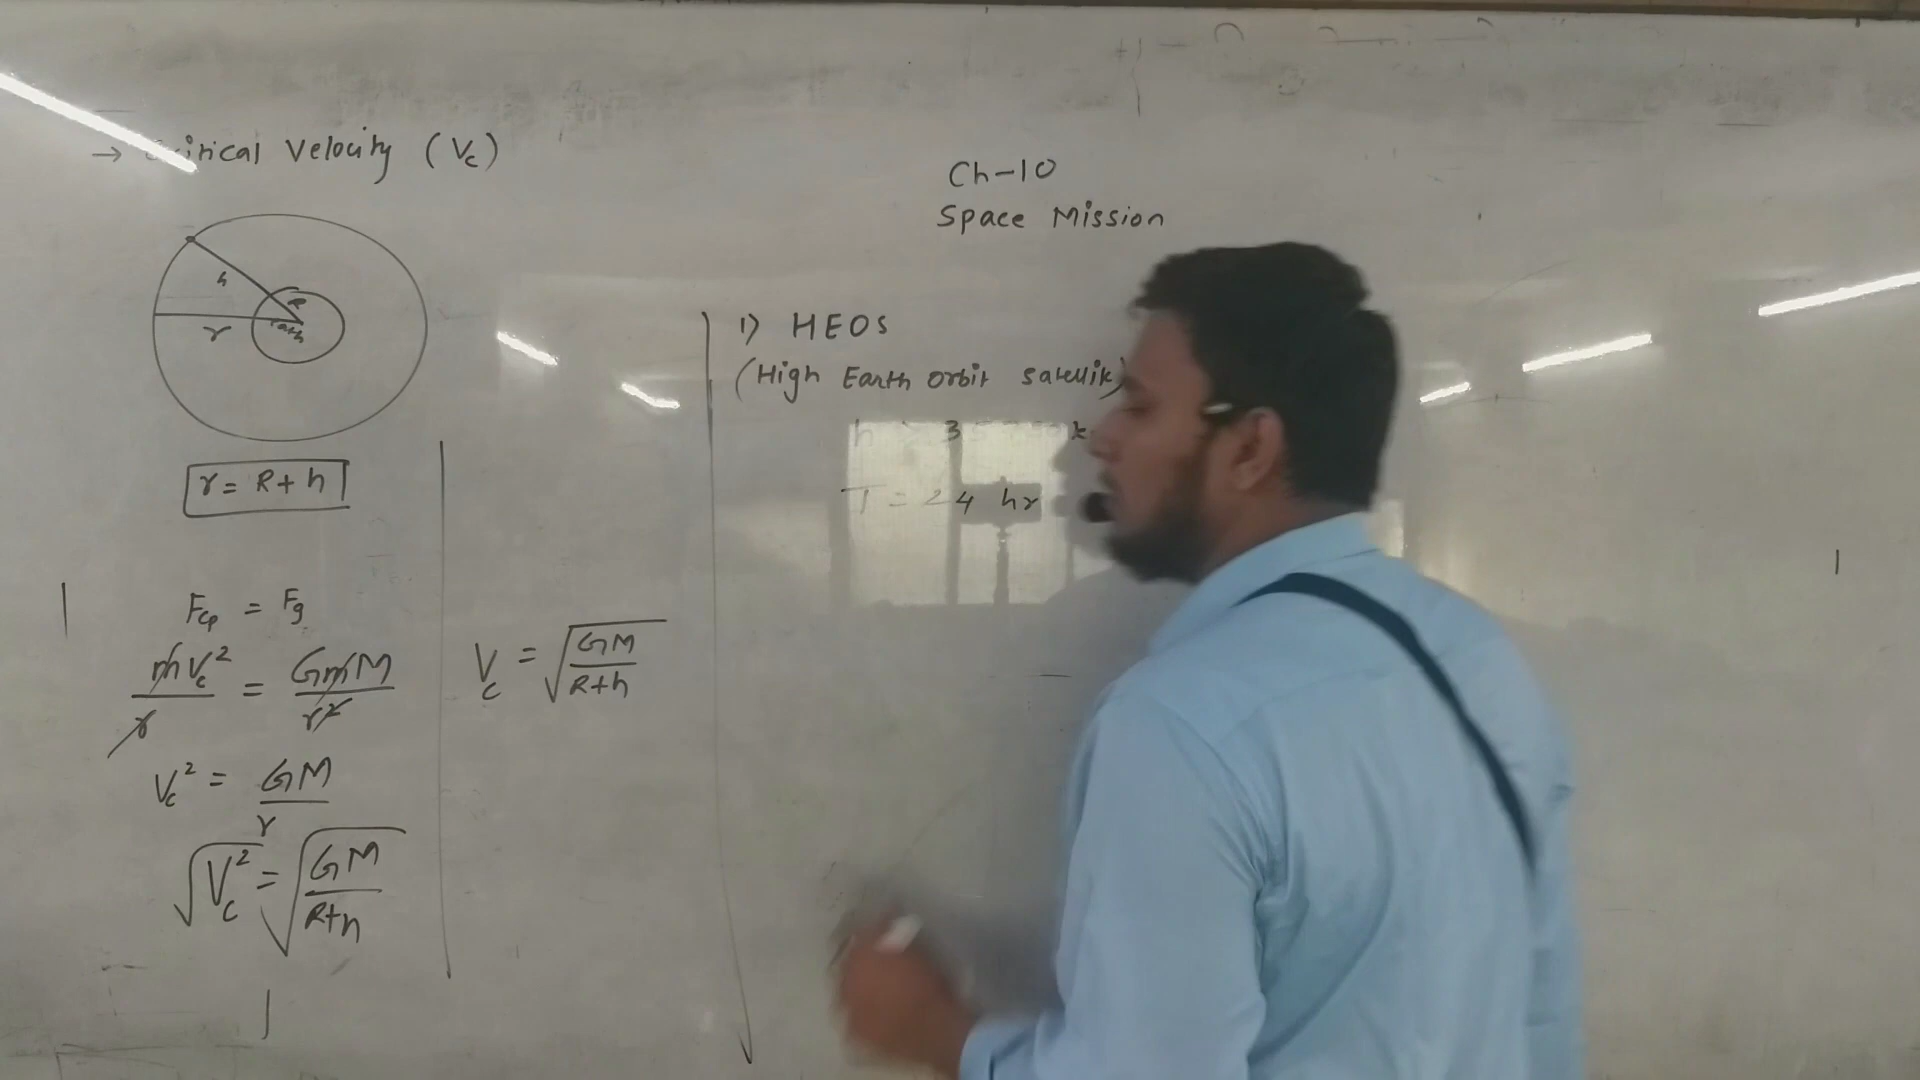 → Critical Velocity (Vc)
h
R
r
r = R + h
Fcp = Fg
mVc² / r = GmM / r²
Vc² = GM / r
√Vc² = √(GM / R+h)
Vc = √(GM / R+h)
Ch-10
Space Mission
1) HEOS
(High Earth Orbit Satellite)
T = 24 hr